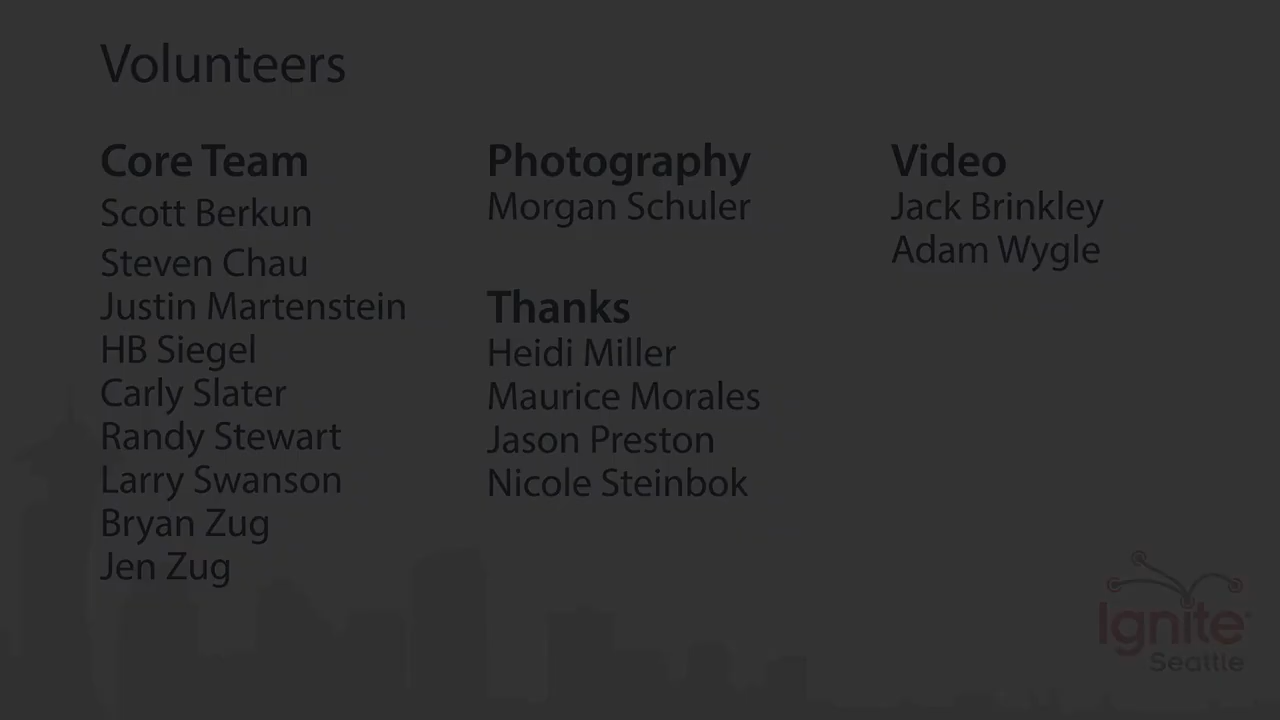 Volunteers
Core Team
Scott Berkun
Steven Chau
Justin Martenstein
HB Siegel
Carly Slater
Randy Stewart
Larry Swanson
Bryan Zug
Jen Zug
Photography
Morgan Schuler
Thanks
Heidi Miller
Maurice Morales
Jason Preston
Nicole Steinbok
Video
Jack Brinkley
Adam Wygle
Ignite
Seattle